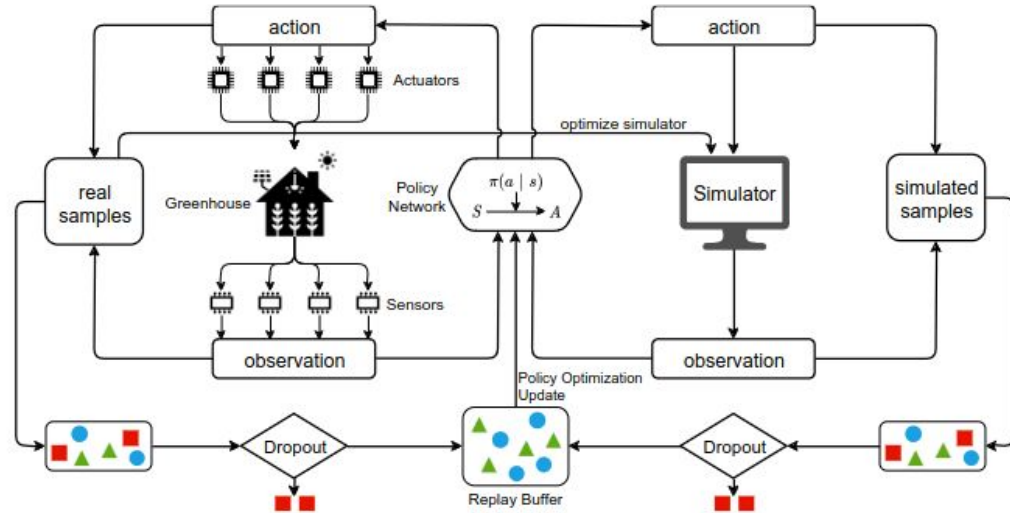 action
action
Actuators
optimize simulator
real
samples
Greenhouse
Policy
Network
π(a | s)
S
A
Simulator
simulated
samples
Sensors
observation
observation
Policy Optimization
Update
Dropout
Dropout
Replay Buffer